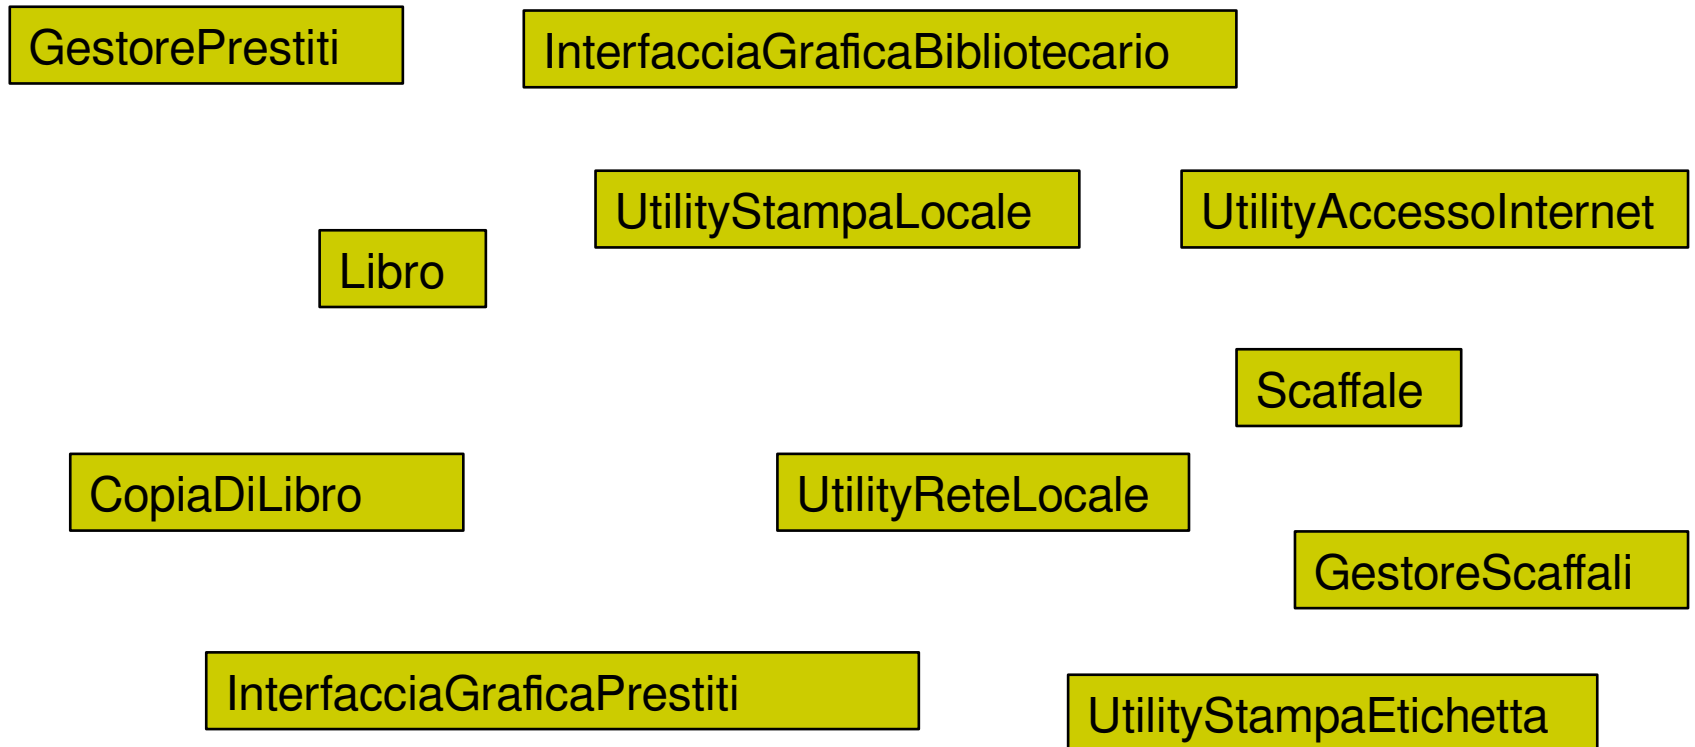 GestorePrestiti
InterfacciaGraficaBibliotecario
UtilityStampaLocale
UtilityAccessoInternet
Libro
Scaffale
CopiaDiLibro
UtilityReteLocale
GestoreScaffali
InterfacciaGraficaPrestiti
UtilityStampaEtichetta